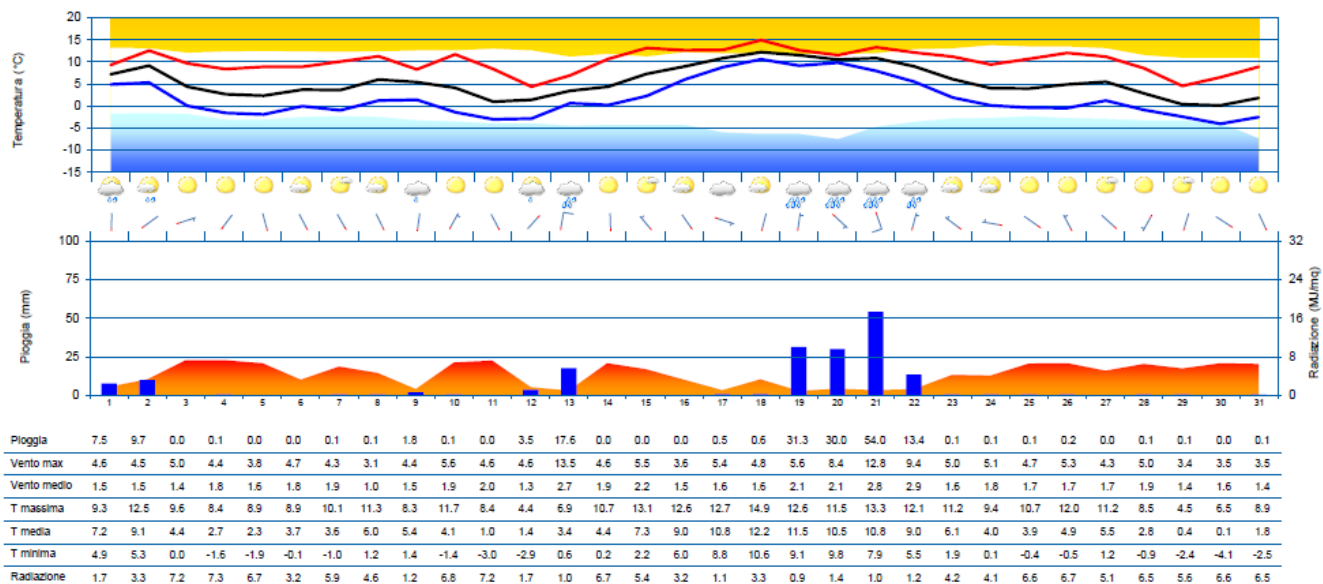 20
15
10
5
0
-5
-10
-15
Temperatura (°C)
100
75
50
25
0
Pioggia (mm)
32
24
16
8
0
Radiazione (MJ/mq)
1 2 3 4 5 6 7 8 9 10 11 12 13 14 15 16 17 18 19 20 21 22 23 24 25 26 27 28 29 30 31
Pioggia 7.5 9.7 0.0 0.1 0.0 0.0 0.1 0.1 1.8 0.1 0.0 3.5 17.6 0.0 0.0 0.0 0.5 0.6 31.3 30.0 54.0 13.4 0.1 0.1 0.1 0.2 0.0 0.1 0.1 0.0 0.1
Vento max 4.6 4.5 5.0 4.4 3.8 4.7 4.3 3.1 4.4 5.6 4.6 4.6 13.5 4.6 5.5 3.6 5.4 4.8 5.6 8.4 12.8 9.4 5.0 5.1 4.7 5.3 4.3 5.0 3.4 3.5 3.5
Vento medio 1.5 1.5 1.4 1.8 1.6 1.8 1.9 1.0 1.5 1.9 2.0 1.3 2.7 1.9 2.2 1.5 1.6 1.6 2.1 2.1 2.8 2.9 1.6 1.8 1.7 1.7 1.7 1.9 1.4 1.6 1.4
T massima 9.3 12.5 9.6 8.4 8.9 8.9 10.1 11.3 8.3 11.7 8.4 4.4 6.9 10.7 13.1 12.6 12.7 14.9 12.6 11.5 13.3 12.1 11.2 9.4 10.7 12.0 11.2 8.5 4.5 6.5 8.9
T media 7.2 9.1 4.4 2.7 2.3 3.7 3.6 6.0 5.4 4.1 1.0 1.4 3.4 4.4 7.3 9.0 10.8 12.2 11.5 10.5 10.8 9.0 6.1 4.0 3.9 4.9 5.5 2.8 0.4 0.1 1.8
T minima 4.9 5.3 0.0 -1.6 -1.9 -0.1 -1.0 1.2 1.4 -1.4 -3.0 -2.9 0.6 0.2 2.2 6.0 8.8 10.6 9.1 9.8 7.9 5.5 1.9 0.1 -0.4 -0.5 1.2 -0.9 -2.4 -4.1 -2.5
Radiazione 1.7 3.3 7.2 7.3 6.7 3.2 5.9 4.6 1.2 6.8 7.2 1.7 1.0 6.7 5.4 3.2 1.1 3.3 0.9 1.4 1.0 1.2 4.2 4.1 6.6 6.7 5.1 6.5 5.6 6.6 6.5